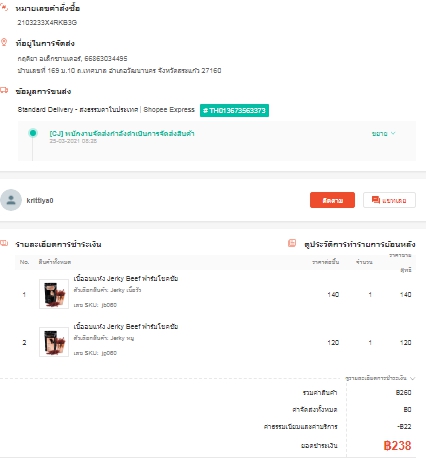 หมายเลขคำสั่งซื้อ
2103233X4RKB3G
ที่อยู่ในการจัดส่ง
กฤติยา อเล็กซานเดอร์, 66863034495
บ้านเลขที่ 169 ม.10 ถ.เทศบาล อำเภอวัฒนานคร จังหวัดสระแก้ว 27160
ข้อมูลการขนส่ง
Standard Delivery - ส่งธรรมดาในประเทศ | Shopee Express # TH013673563373
[CJ] พนักงานจัดส่งกำลังดำเนินการจัดส่งสินค้า ขยาย
29-03-2021 08:26
krittiya0 ติดตาม แชทเลย
รายละเอียดการชำระเงิน ดูประวัติการทำรายการย้อนหลัง
No. สินค้าทั้งหมด ราคาต่อชิ้น จำนวน ราคารวมสุทธิ
1 เนื้ออบแห้ง Jerky Beef ฟาร์มโชคชัย 140 1 140
ตัวเลือกสินค้า: Jerky เนื้อวัว
เลข SKU: jb060
2 เนื้ออบแห้ง Jerky Beef ฟาร์มโชคชัย 120 1 120
ตัวเลือกสินค้า: Jerky หมู
เลข SKU: jp060
ดูรายละเอียดการชำระเงิน
รวมค่าสินค้า ฿260
ค่าจัดส่งทั้งหมด ฿0
ค่าธรรมเนียมและค่าบริการ -฿22
ยอดชำระเงิน ฿238